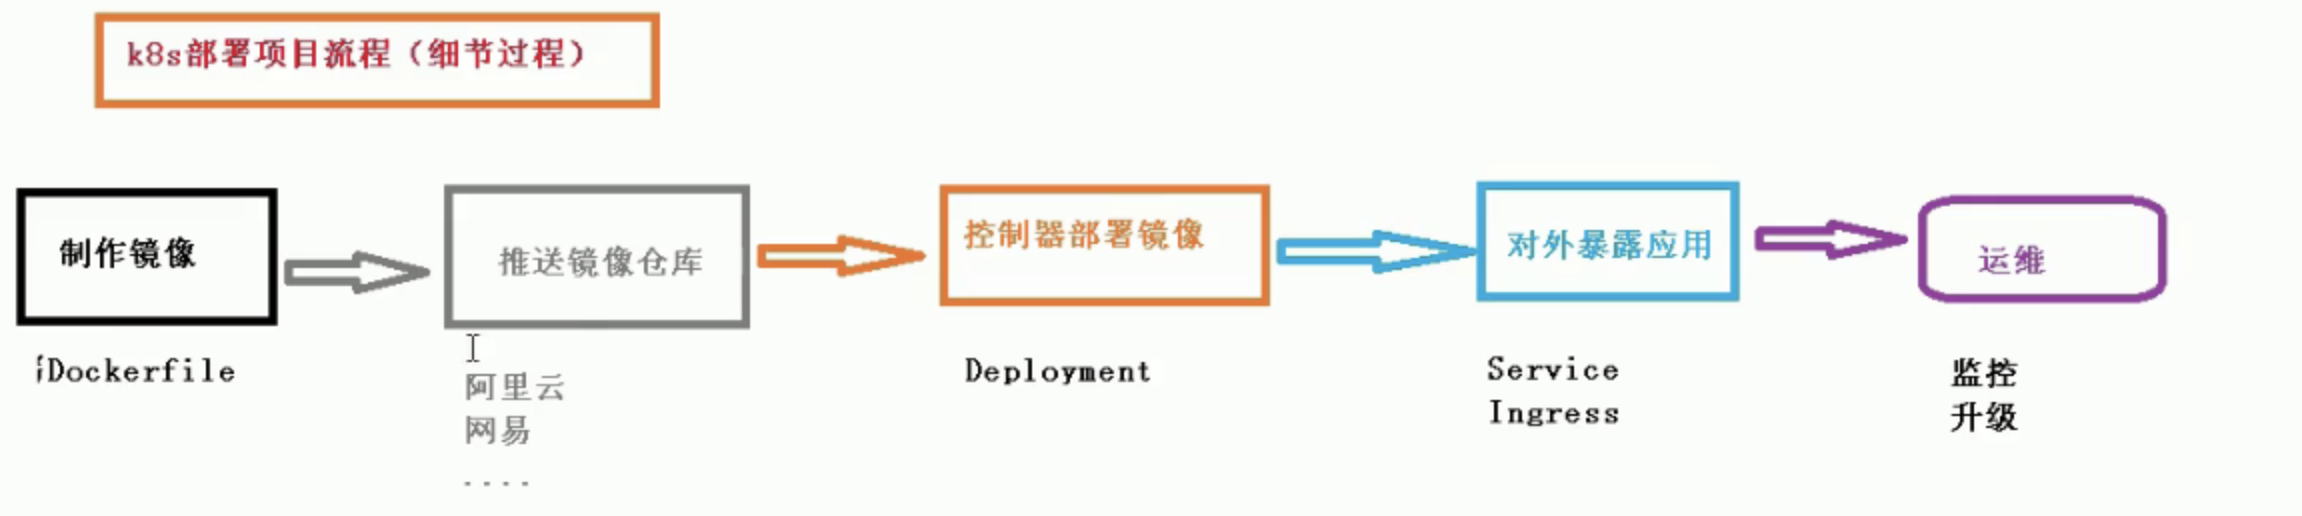 k8s部署项目流程（细节过程）
制作镜像
推送镜像仓库
控制器部署镜像
对外暴露应用
运维
Dockerfile
阿里云
网易
....
Deployment
Service
Ingress
监控
升级